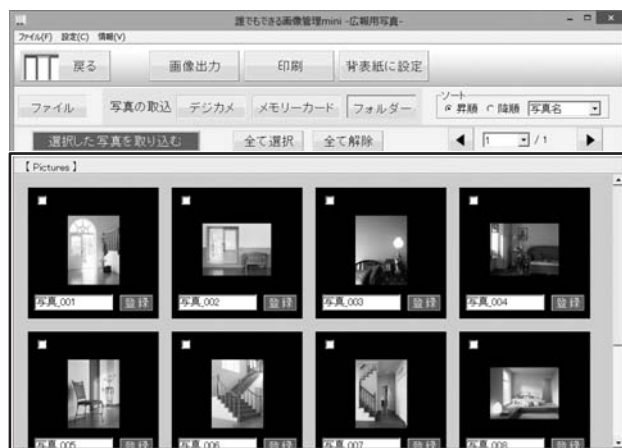 誰でもできる画像管理mini -広報用写真-
ファイル(F) 設定(C) 情報(V)
戻る 画像出力 印刷 背表紙に設定
ファイル 写真の取込 デジカメ メモリーカード フォルダー ソート 昇順 降順 写真名
選択した写真を取り込む 全て選択 全て解除 1 / 1
【 Pictures 】
写真_001 登録 写真_002 登録 写真_003 登録 写真_004 登録
写真_005 登録 写真_006 登録 写真_007 登録 写真_008 登録